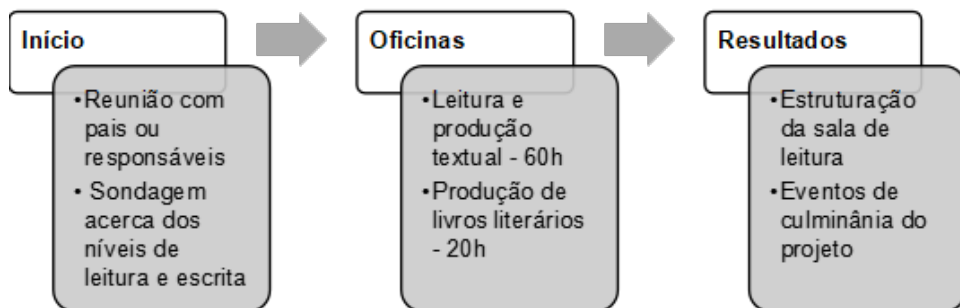 Início
•Reunião com
pais ou
responsáveis
• Sondagem
acerca dos
níveis de
leitura e escrita
Oficinas
•Leitura e
produção
textual - 60h
•Produção de
livros literários
- 20h
Resultados
•Estruturação
da sala de
leitura
•Eventos de
culminânia do
projeto